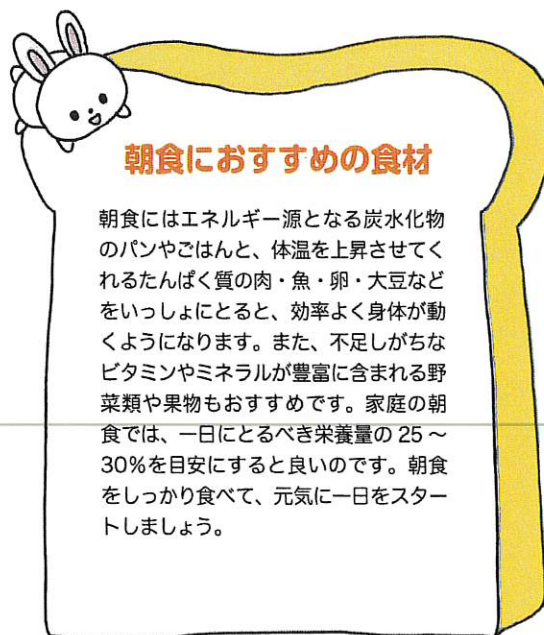 朝食におすすめの食材
朝食にはエネルギー源となる炭水化物
のパンやごはんと、体温を上昇させてく
れるたんぱく質の肉・魚・卵・大豆など
をいっしょにとると、効率よく身体が動
くようになります。また、不足しがちな
ビタミンやミネラルが豊富に含まれる野
菜類や果物もおすすめです。家庭の朝
食では、一日にとるべき栄養量の 25 〜
30%を目安にすると良いのです。朝食
をしっかり食べて、元気に一日をスター
トしましょう。